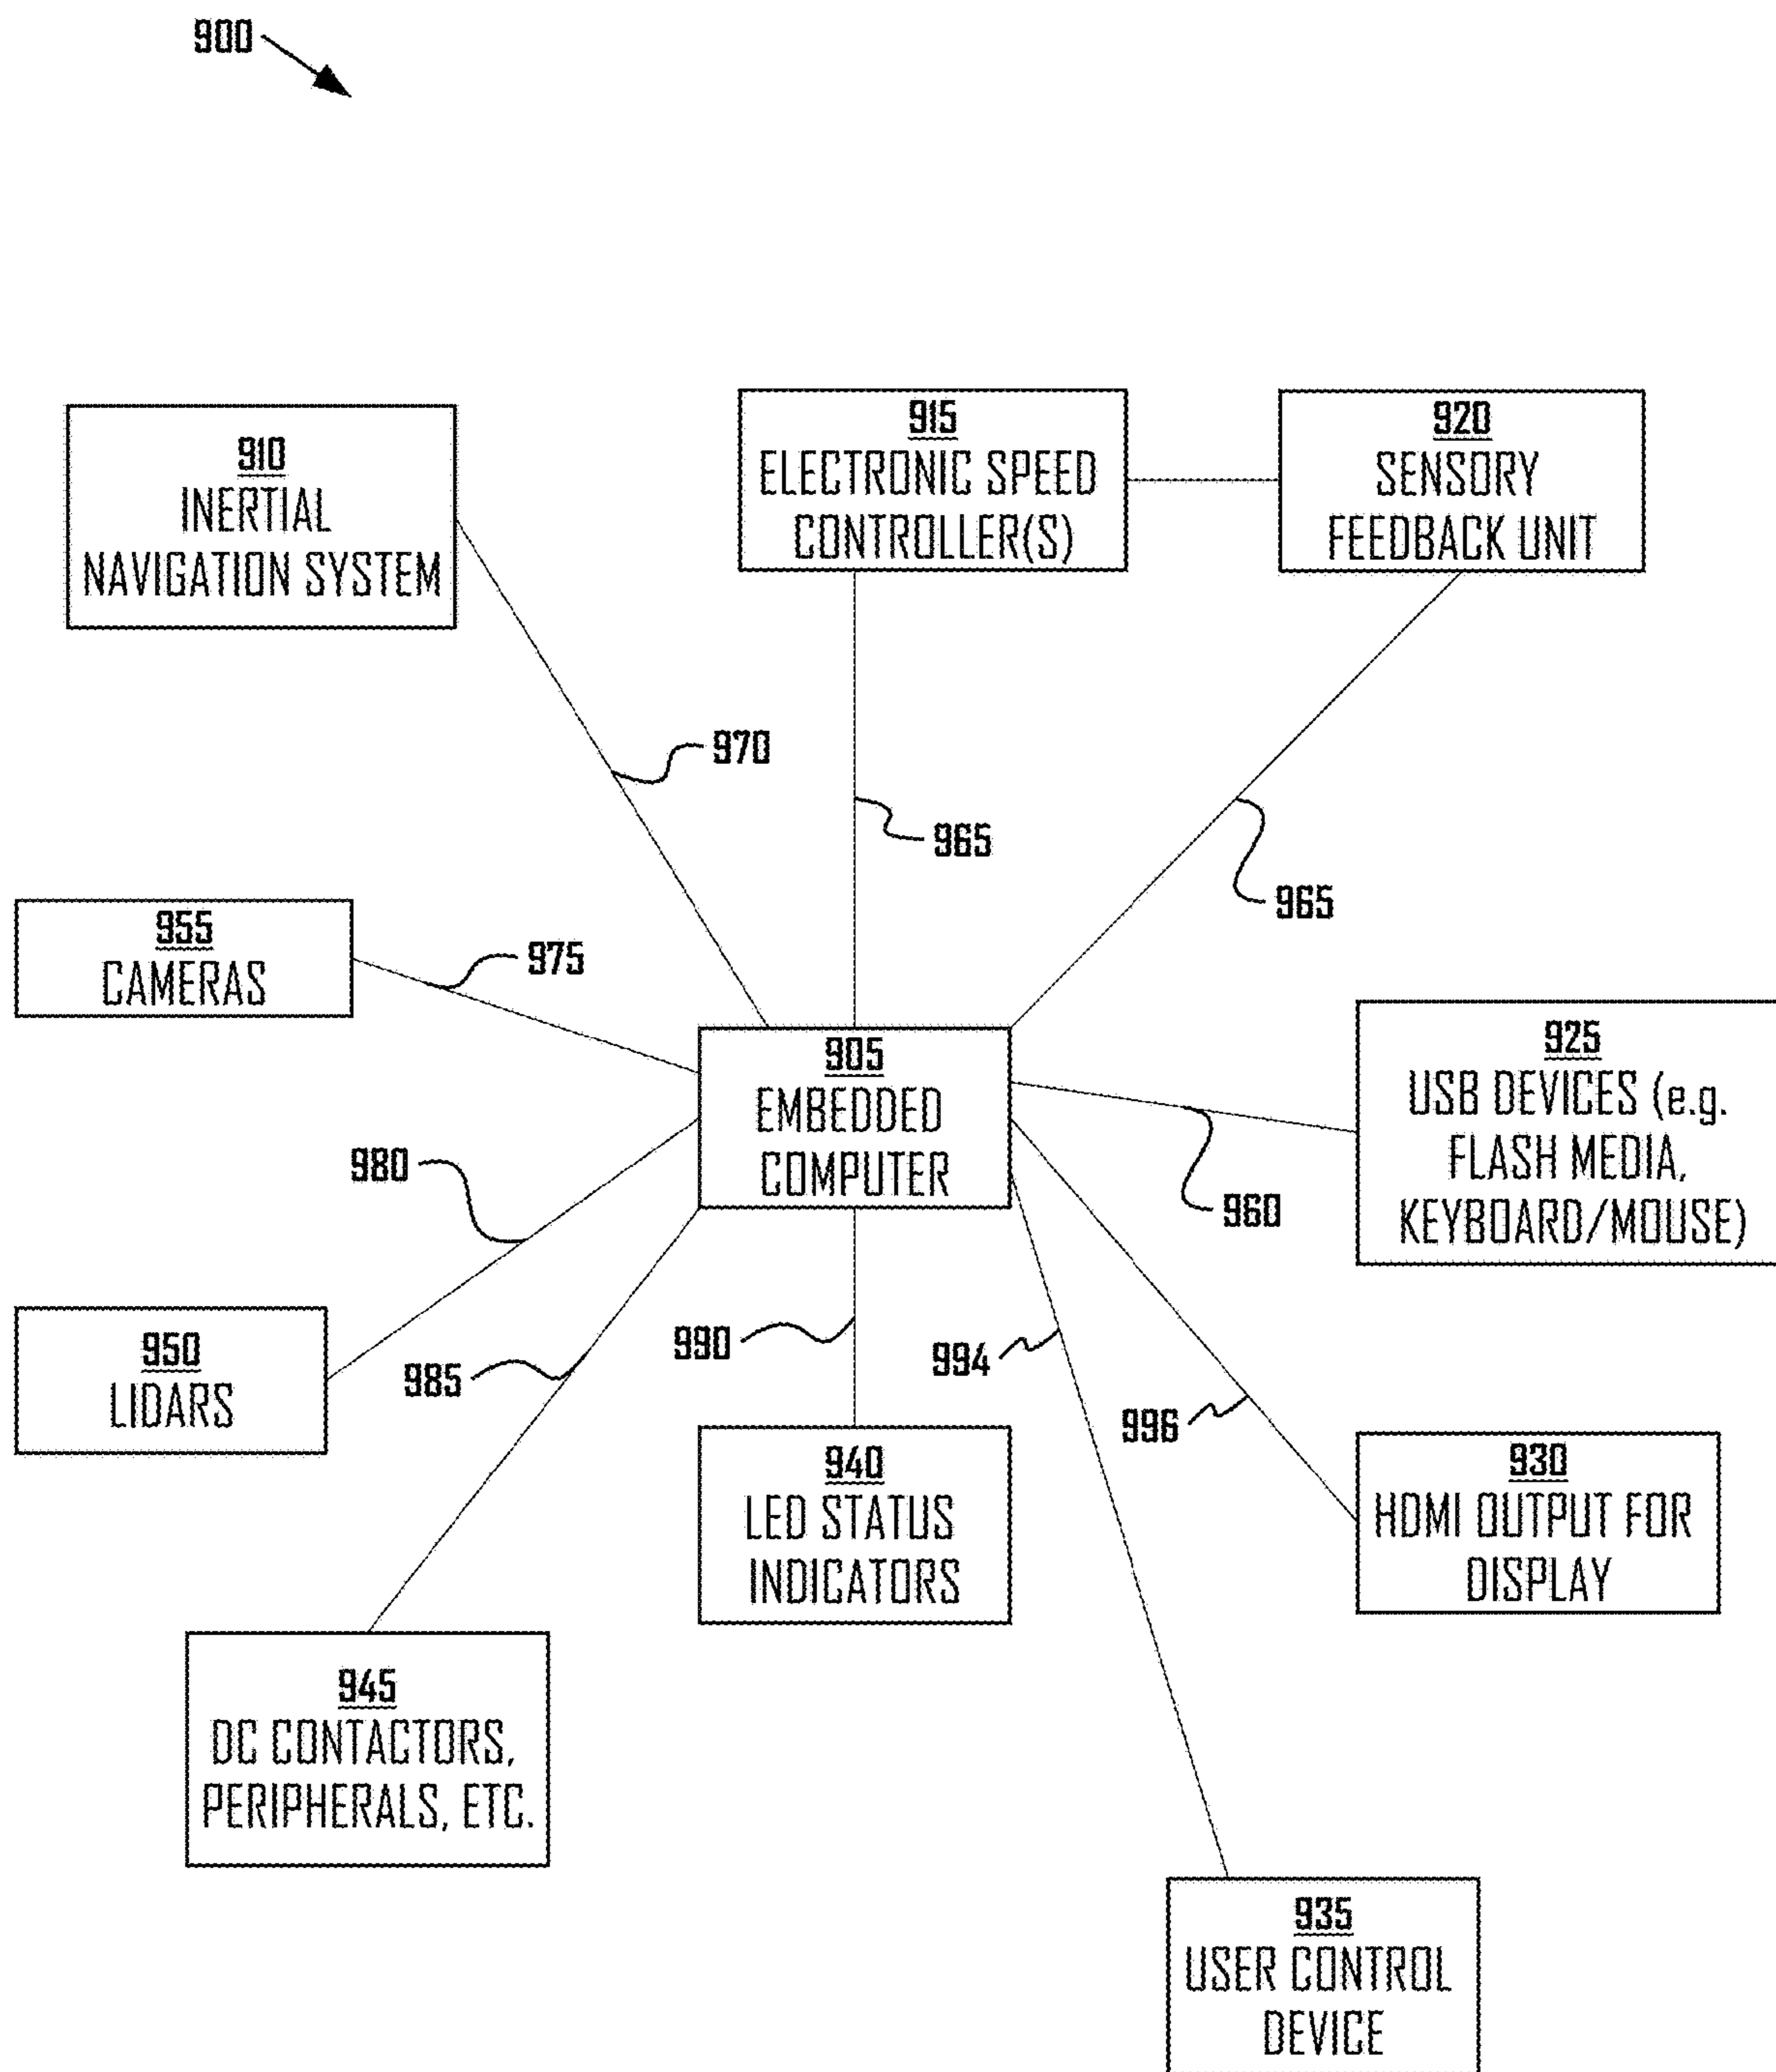 900
910
INERTIAL
NAVIGATION SYSTEM
915
ELECTRONIC SPEED
CONTROLLER(S)
920
SENSORY
FEEDBACK UNIT
970
965
965
955
CAMERAS
975
905
EMBEDDED
COMPUTER
925
USB DEVICES (e.g.
FLASH MEDIA,
KEYBOARD/MOUSE)
980
960
950
LIDARS
985
990
994
996
940
LED STATUS
INDICATORS
930
HDMI OUTPUT FOR
DISPLAY
945
DC CONTACTORS,
PERIPHERALS, ETC.
935
USER CONTROL
DEVICE